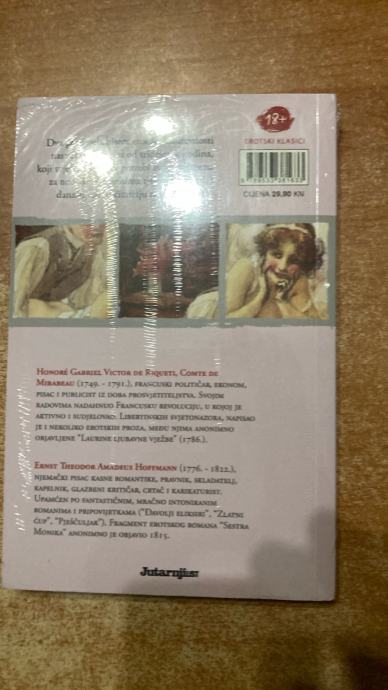 18+
EROTSKI KLASICI
CIJENA 29,90 KN
od
koji
za
dana
Honoré Gabriel Victor de Riqueti, Comte de
Mirabeau (1749. - 1791.), francuski političar, ekonom,
pisac i publicist iz doba prosvjetiteljstva. Svojim
radovima nadahnuo Francusku revoluciju, u kojoj je
aktivno i sudjelovao. Libertinskih svjetonazora, napisao
je i nekoliko erotskih proza, među njima anonimno
objavljene "Laurine ljubavne vježbe" (1786.).
Ernst Theodor Amadeus Hoffmann (1776. - 1822.),
njemački pisac kasne romantike, pravnik, skladatelj,
kapelnik, glazbeni kritičar, crtač i karikaturist.
Upamćen po fantastičnim, mračno intoniranim
romanima i pripovijetkama ("Đavolji eliksiri", "Zlatni
ćup", "Pješčuljak"). Fragment erotskog romana "Sestra
Monika" anonimno je objavio 1815.
Jutarnji